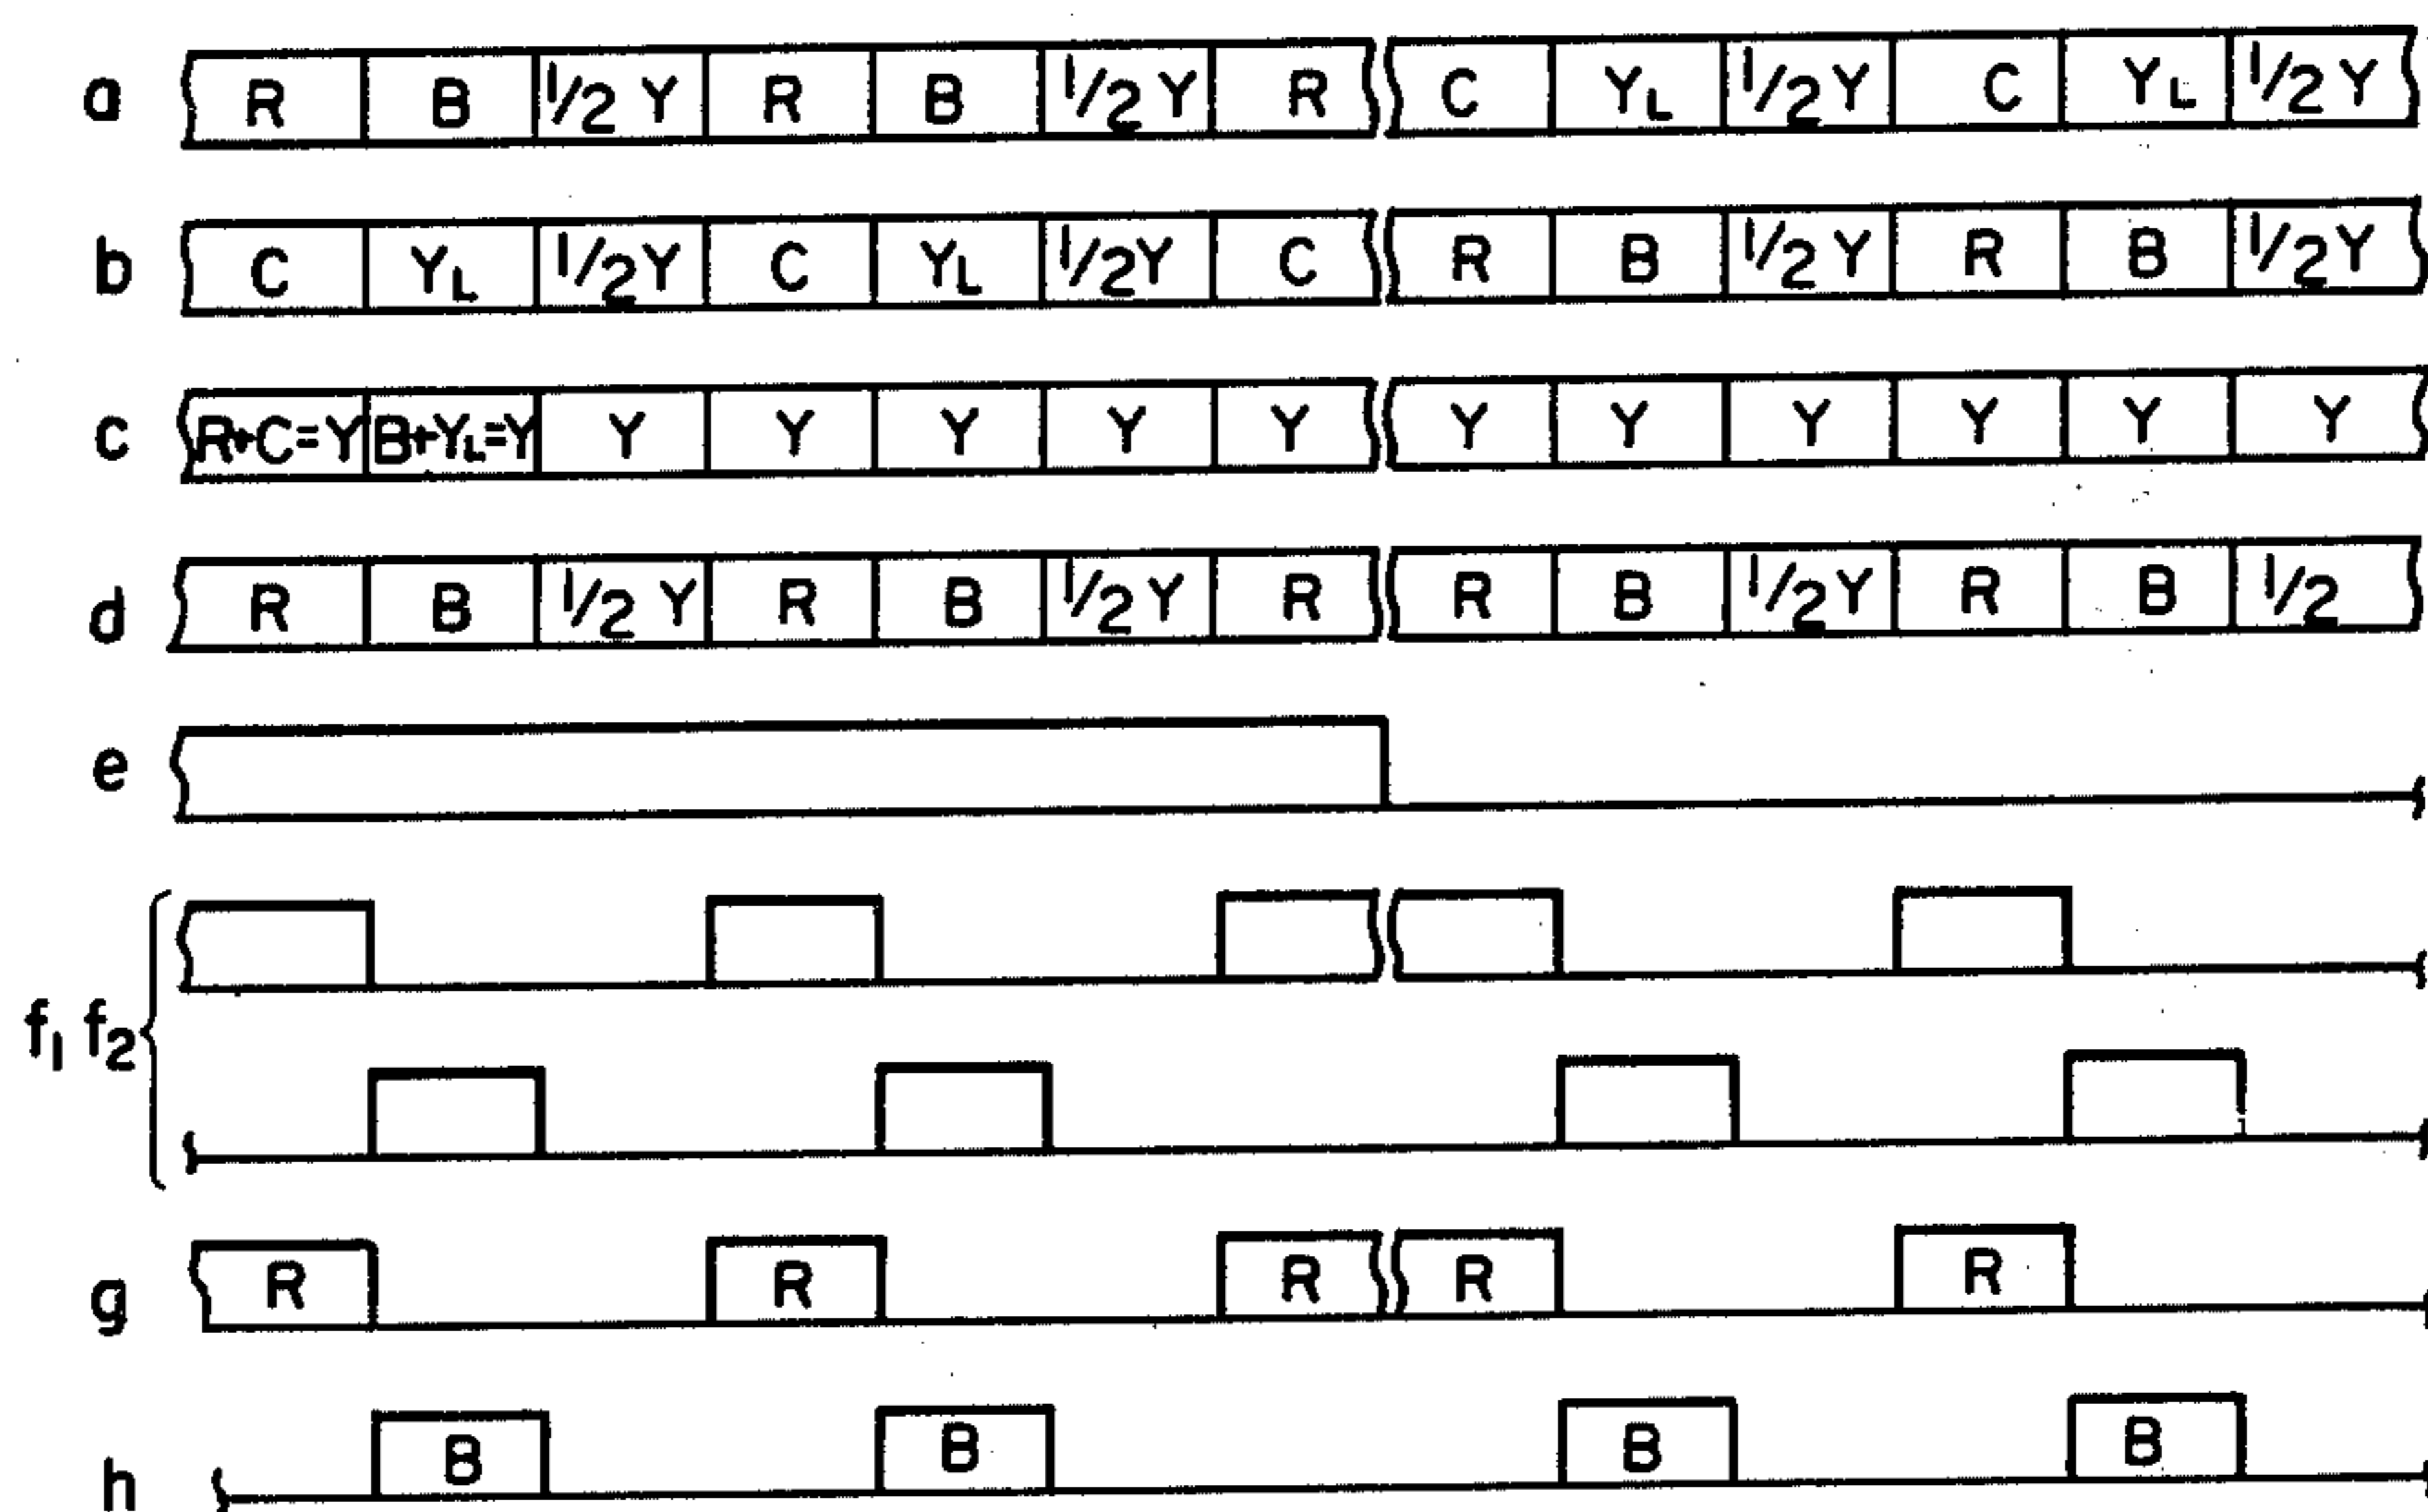 a R B 1/2 Y R B 1/2 Y R C YL 1/2 Y C YL 1/2 Y
b C YL 1/2 Y C YL 1/2 Y C R B 1/2 Y R B 1/2 Y
c R+C=Y B+YL=Y Y Y Y Y Y Y Y Y Y Y Y
d R B 1/2 Y R B 1/2 Y R R B 1/2 Y R B 1/2
e
f1 f2
g R R R R R
h B B B B